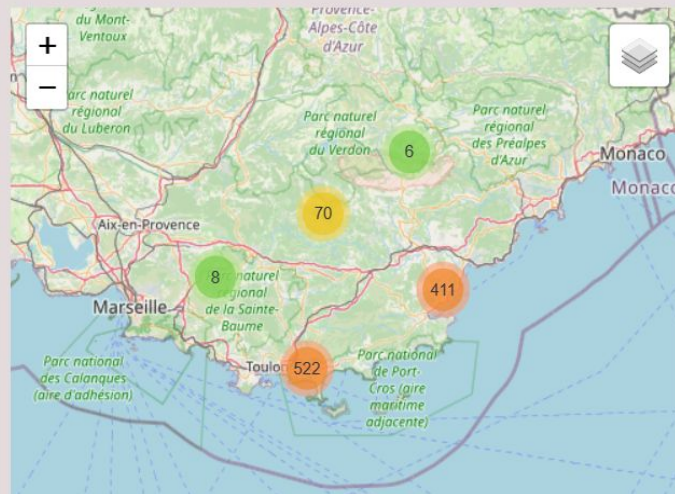 régional
du Mont-
Ventoux
Provence-
Alpes-Côte
d'Azur
+
−
Parc naturel
régional
du Luberon
Parc naturel
régional
du Verdon
6
Parc naturel
régional
des Préalpes
d'Azur
Monaco
Monaco
70
Aix-en-Provence
8
Parc naturel
régional
de la Sainte-
Baume
411
Marseille
Parc national
des Calanques
(aire d'adhésion)
Toulon
522
Parc national
de Port-
Cros (aire
maritime
adjacente)